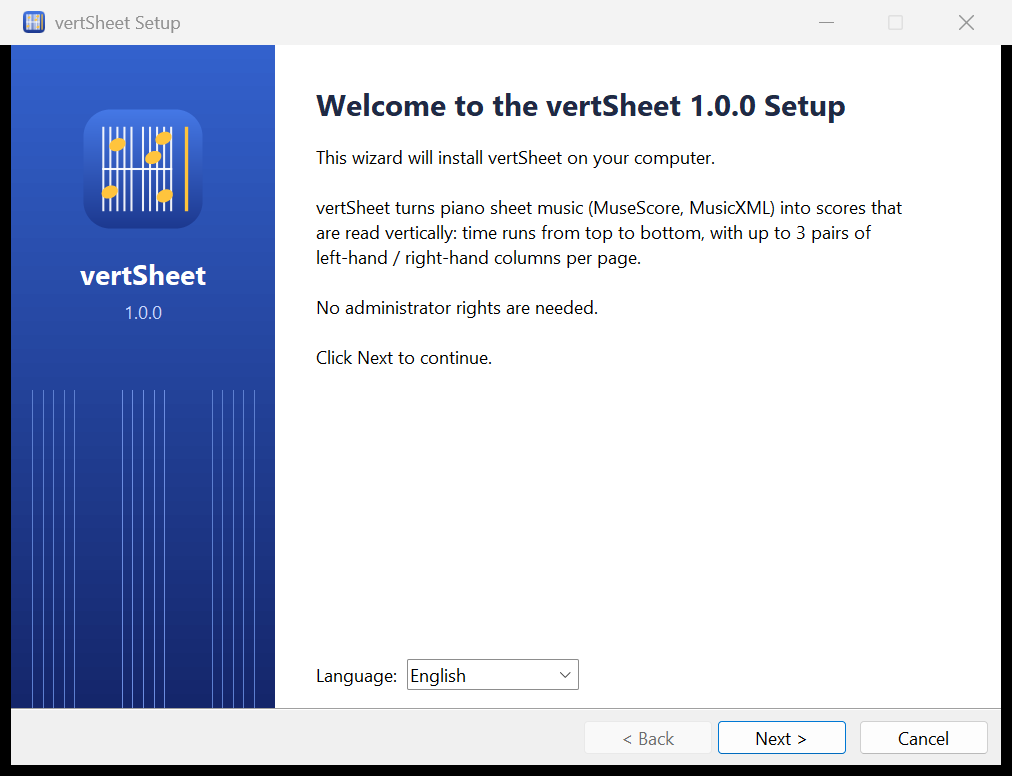 vertSheet Setup
vertSheet
1.0.0
Welcome to the vertSheet 1.0.0 Setup
This wizard will install vertSheet on your computer.
vertSheet turns piano sheet music (MuseScore, MusicXML) into scores that
are read vertically: time runs from top to bottom, with up to 3 pairs of
left-hand / right-hand columns per page.
No administrator rights are needed.
Click Next to continue.
Language: English
< Back Next > Cancel